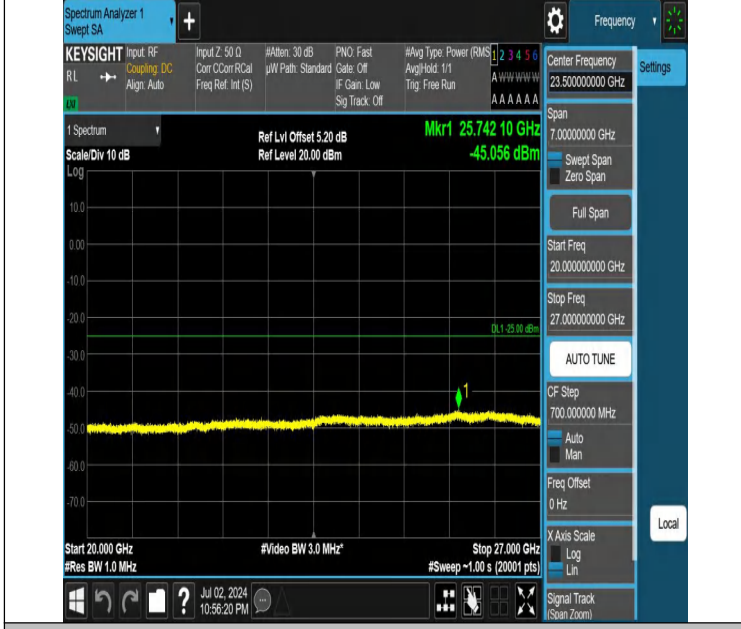 Spectrum Analyzer 1
Swept SA
Frequency
KEYSIGHT
RL
LXI
Input: RF
Coupling: DC
Align: Auto
Input Z: 50 Ω
Corr CCorr RCal
Freq Ref: Int (S)
#Atten: 30 dB
µW Path: Standard
PNO: Fast
Gate: Off
IF Gain: Low
Sig Track: Off
#Avg Type: Power (RMS
Avg|Hold: 1/1
Trig: Free Run
1 2 3 4 5 6
A W W W W W
A A A A A A
1 Spectrum
Scale/Div 10 dB
Log
Ref Lvl Offset 5.20 dB
Ref Level 20.00 dBm
Mkr1 25.742 10 GHz
-45.056 dBm
10.0
0.00
-10.0
-20.0
-30.0
-40.0
-50.0
-60.0
-70.0
DL1 -25.00 dBm
1
Start 20.000 GHz
#Res BW 1.0 MHz
#Video BW 3.0 MHz*
Stop 27.000 GHz
#Sweep ~1.00 s (20001 pts)
Jul 02, 2024
10:56:20 PM
Center Frequency
23.500000000 GHz
Span
7.00000000 GHz
Swept Span
Zero Span
Full Span
Start Freq
20.000000000 GHz
Stop Freq
27.000000000 GHz
AUTO TUNE
CF Step
700.000000 MHz
Auto
Man
Freq Offset
0 Hz
X Axis Scale
Log
Lin
Signal Track
(Span Zoom)
Settings
Local